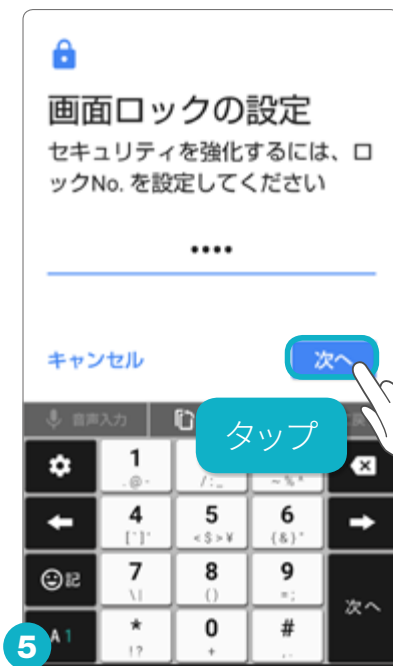 画面ロックの設定
セキュリティを強化するには、ロ
ックNo. を設定してください
••••
キャンセル
次へ
音声入力
タップ
1
.@-
/:_
~%^
4
[']'
5
<$>¥
6
{&}"
記
7
\|
8
()
9
=;
次へ
5
A1
*
!?
0
+
#
,.